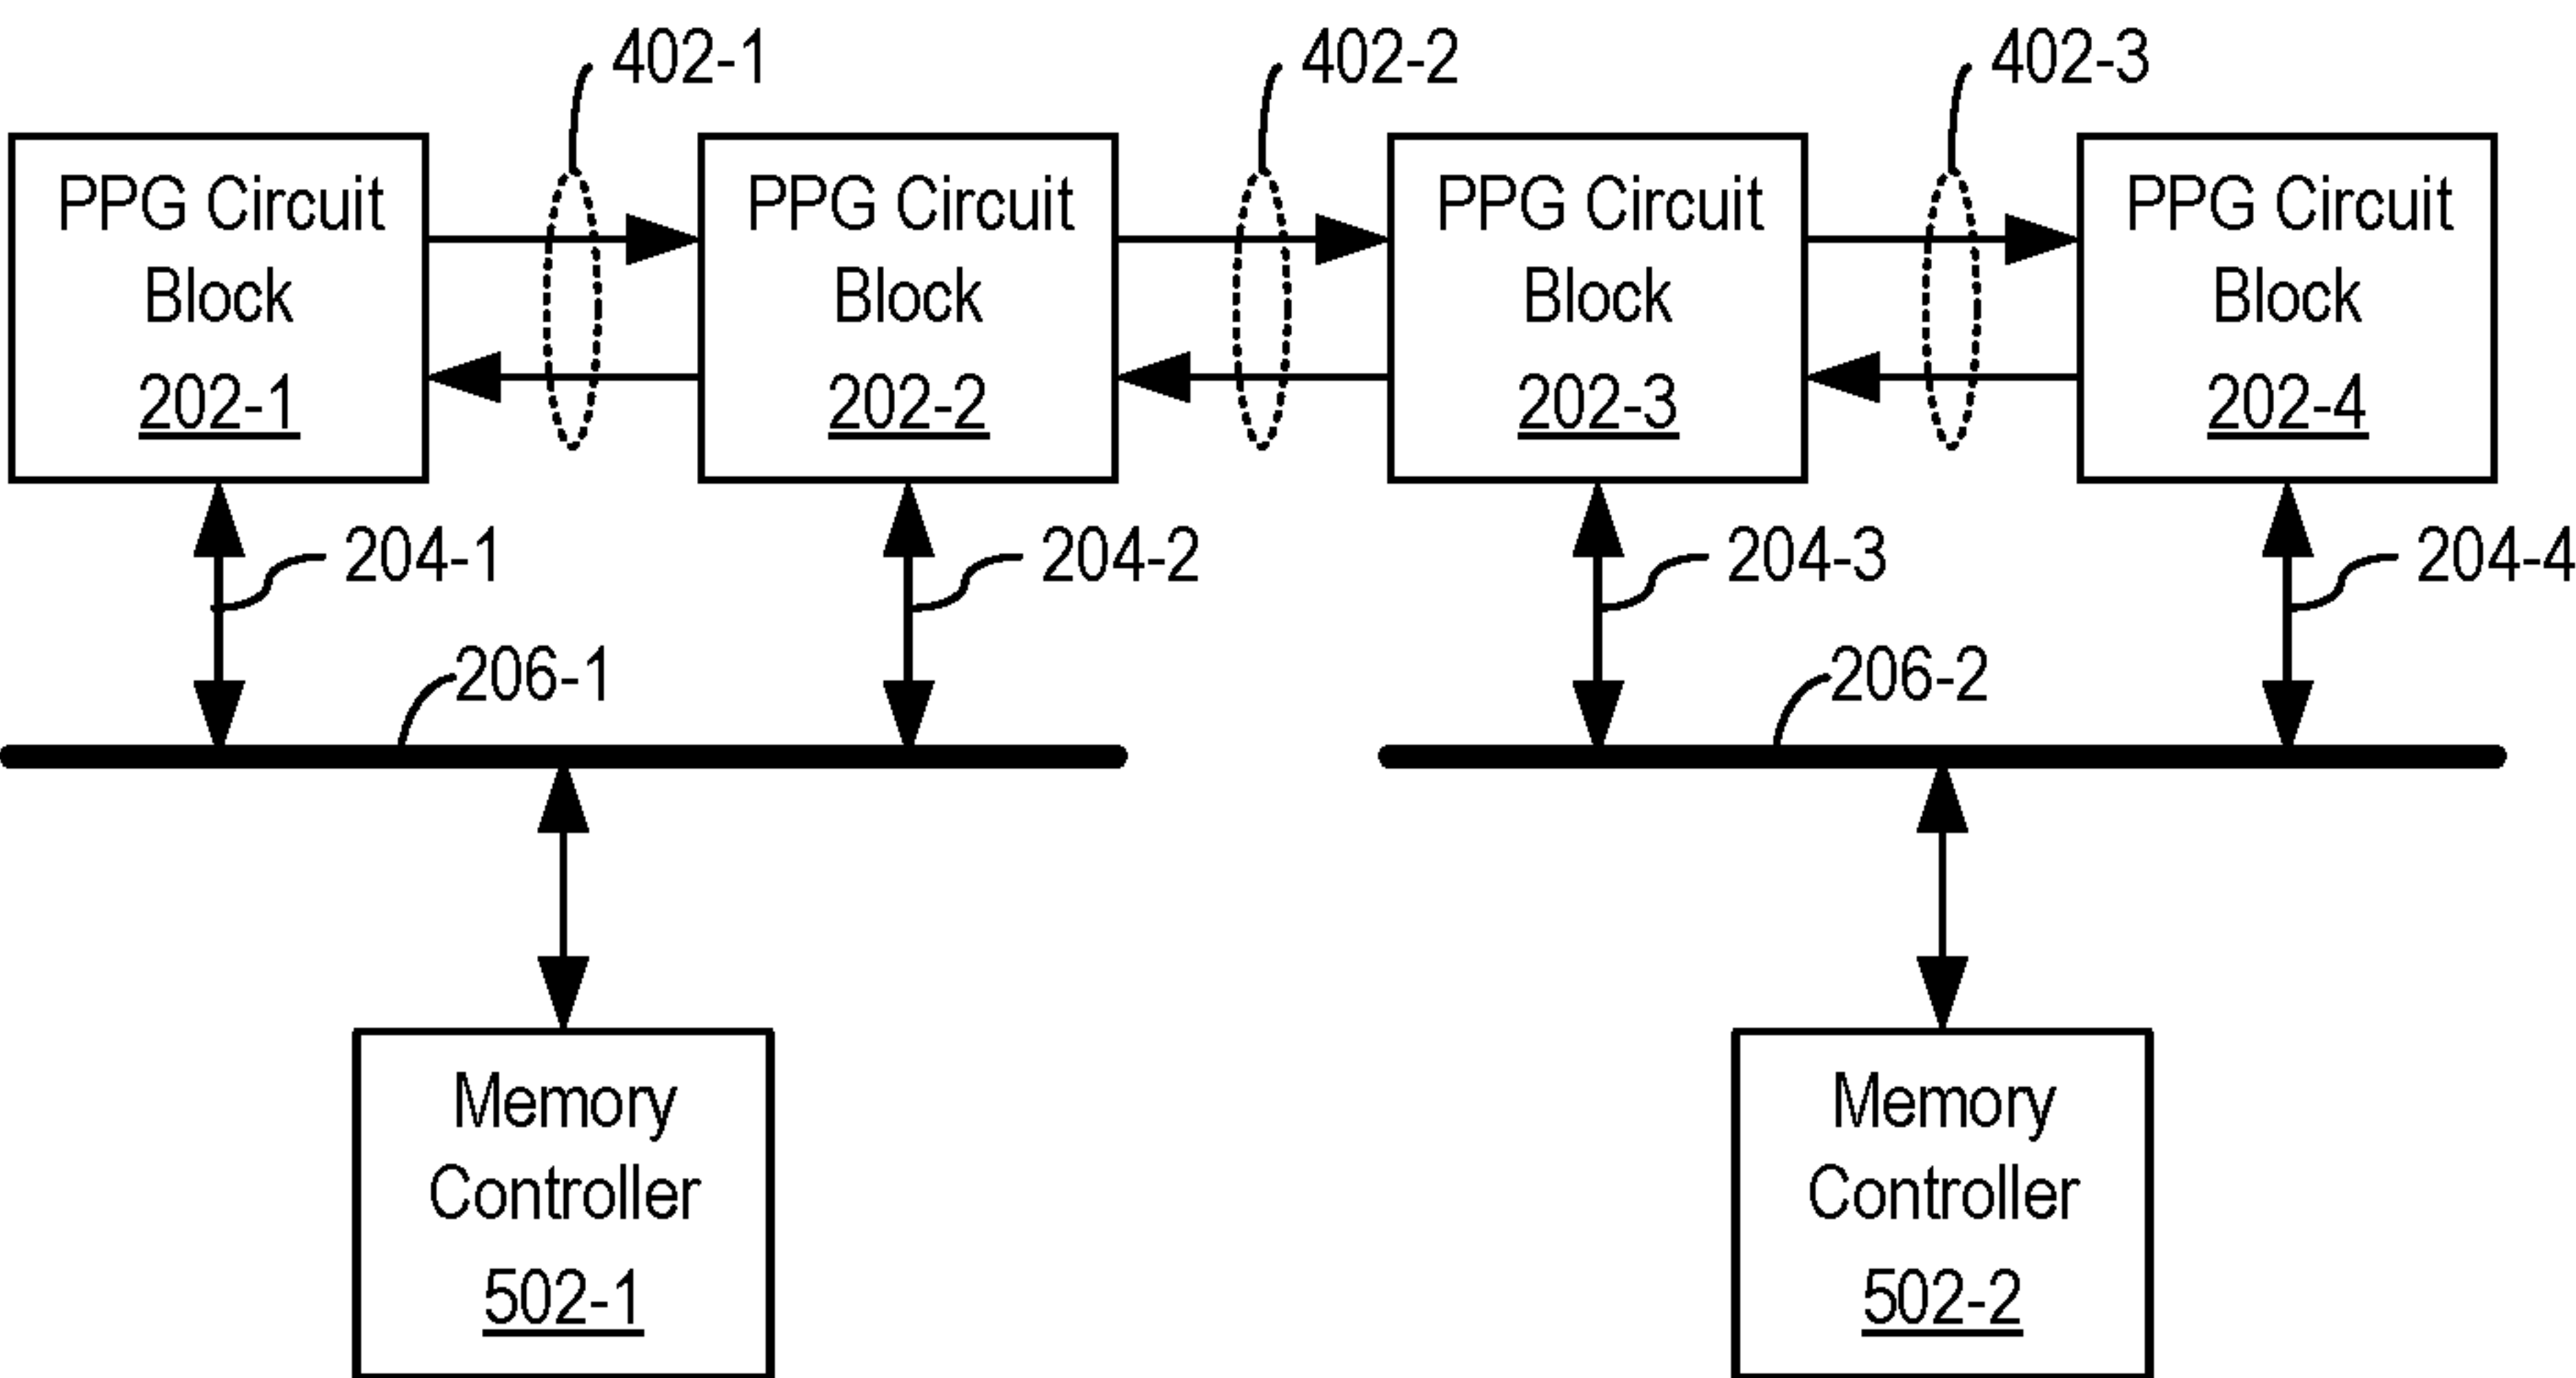 402-1
402-2
402-3
PPG Circuit
Block
202-1
PPG Circuit
Block
202-2
PPG Circuit
Block
202-3
PPG Circuit
Block
202-4
204-1
204-2
204-3
204-4
206-1
206-2
Memory
Controller
502-1
Memory
Controller
502-2